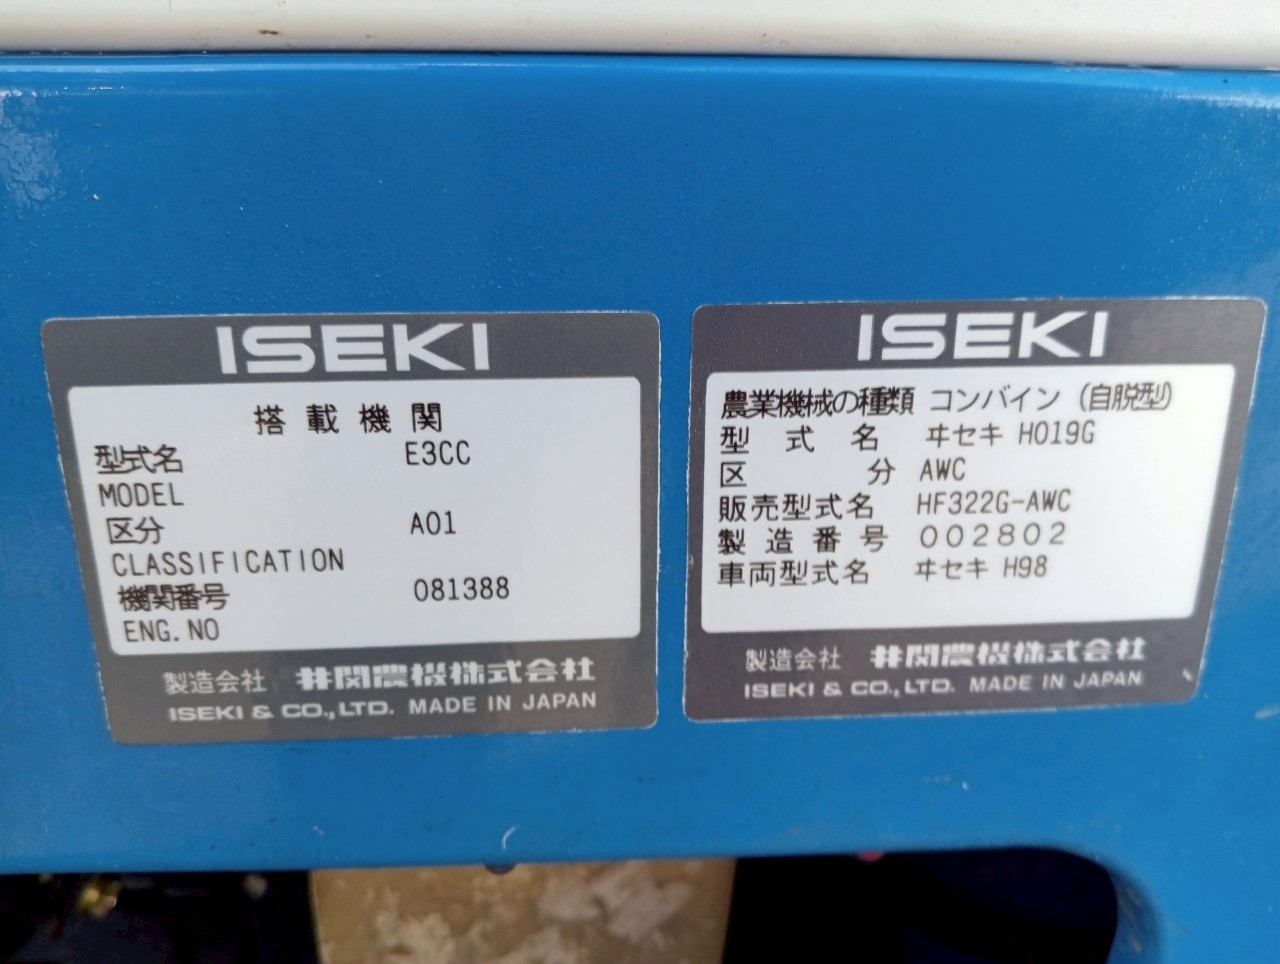 ISEKI
搭載機関
型式名 E3CC
MODEL
区分 A01
CLASSIFICATION
機関番号 081388
ENG.NO
製造会社 井関農機株式会社
ISEKI & CO.,LTD. MADE IN JAPAN
ISEKI
農業機械の種類 コンバイン(自脱型)
型式名 ヰセキ HO19G
区分 AWC
販売型式名 HF322G-AWC
製造番号 002802
車両型式名 ヰセキ H98
製造会社 井関農機株式会社
ISEKI & CO.,LTD. MADE IN JAPAN